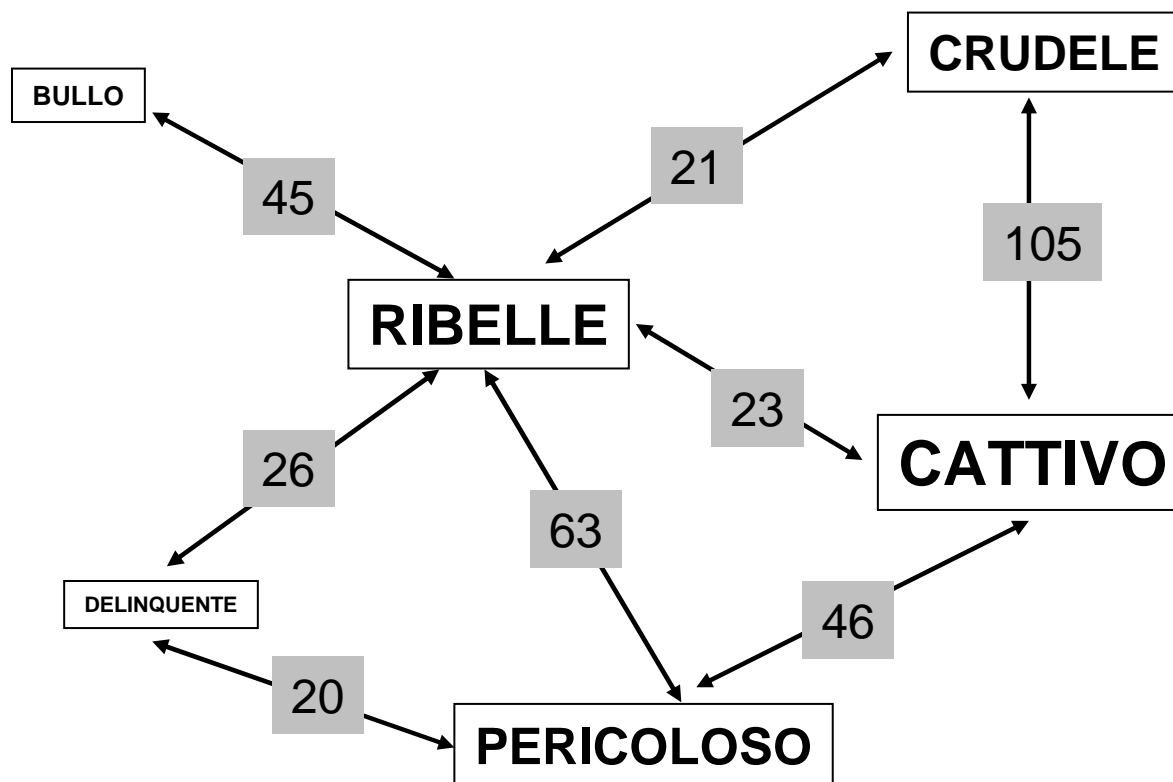 CRUDELE
BULLO
21
45
105
RIBELLE
23
CATTIVO
26
63
DELINQUENTE
46
20
PERICOLOSO